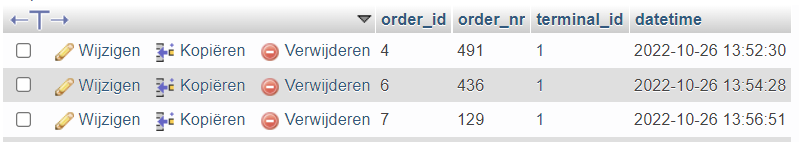 order_id order_nr terminal_id datetime
Wijzigen Kopiëren Verwijderen 4 491 1 2022-10-26 13:52:30
Wijzigen Kopiëren Verwijderen 6 436 1 2022-10-26 13:54:28
Wijzigen Kopiëren Verwijderen 7 129 1 2022-10-26 13:56:51